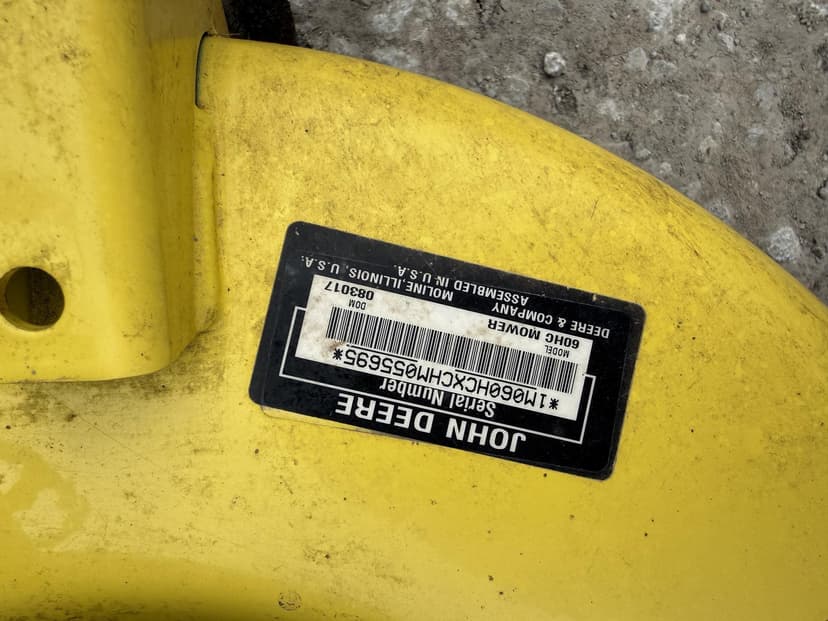 JOHN DEERE
Serial Number
*1M060HCXCHM055695*
MODEL DOM
60HC MOWER 083017
DEERE & COMPANY MOLINE, ILLINOIS, U.S.A.
ASSEMBLED IN U.S.A.